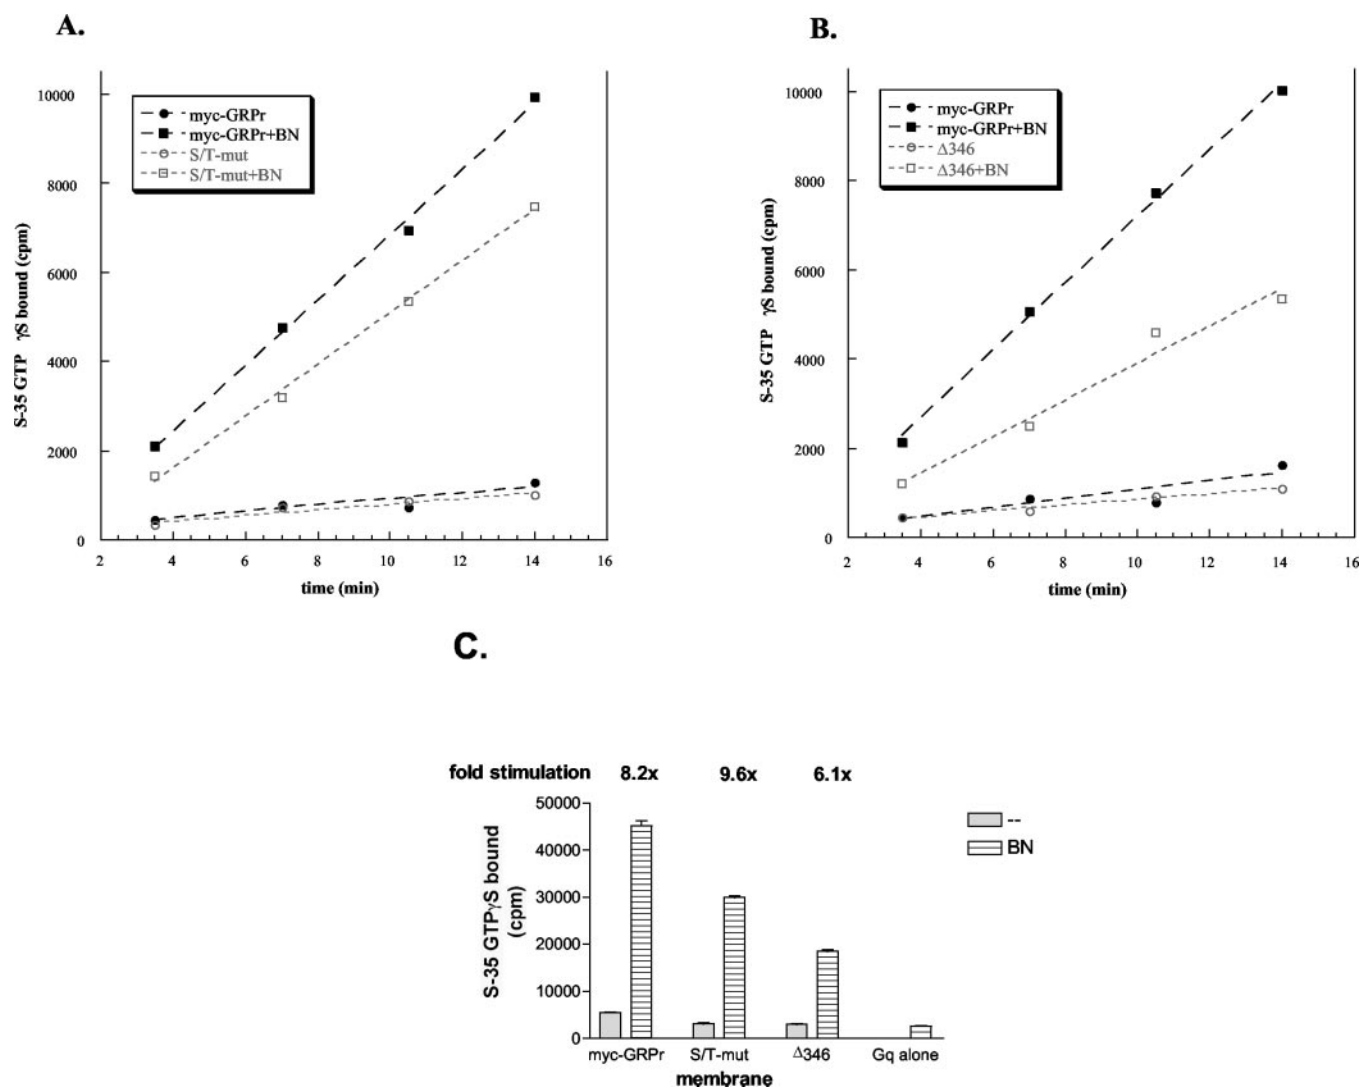 A.
S-35 GTP γS bound (cpm)
10000
8000
6000
4000
2000
0
myc-GRPr
myc-GRPr+BN
S/T-mut
S/T-mut+BN
2 4 6 8 10 12 14 16
time (min)
B.
S-35 GTP γS bound (cpm)
10000
8000
6000
4000
2000
0
myc-GRPr
myc-GRPr+BN
Δ346
Δ346+BN
2 4 6 8 10 12 14 16
time (min)
C.
fold stimulation 8.2x 9.6x 6.1x
S-35 GTPγS bound
(cpm)
50000
40000
30000
20000
10000
0
--
BN
myc-GRPr S/T-mut Δ346 Gq alone
membrane